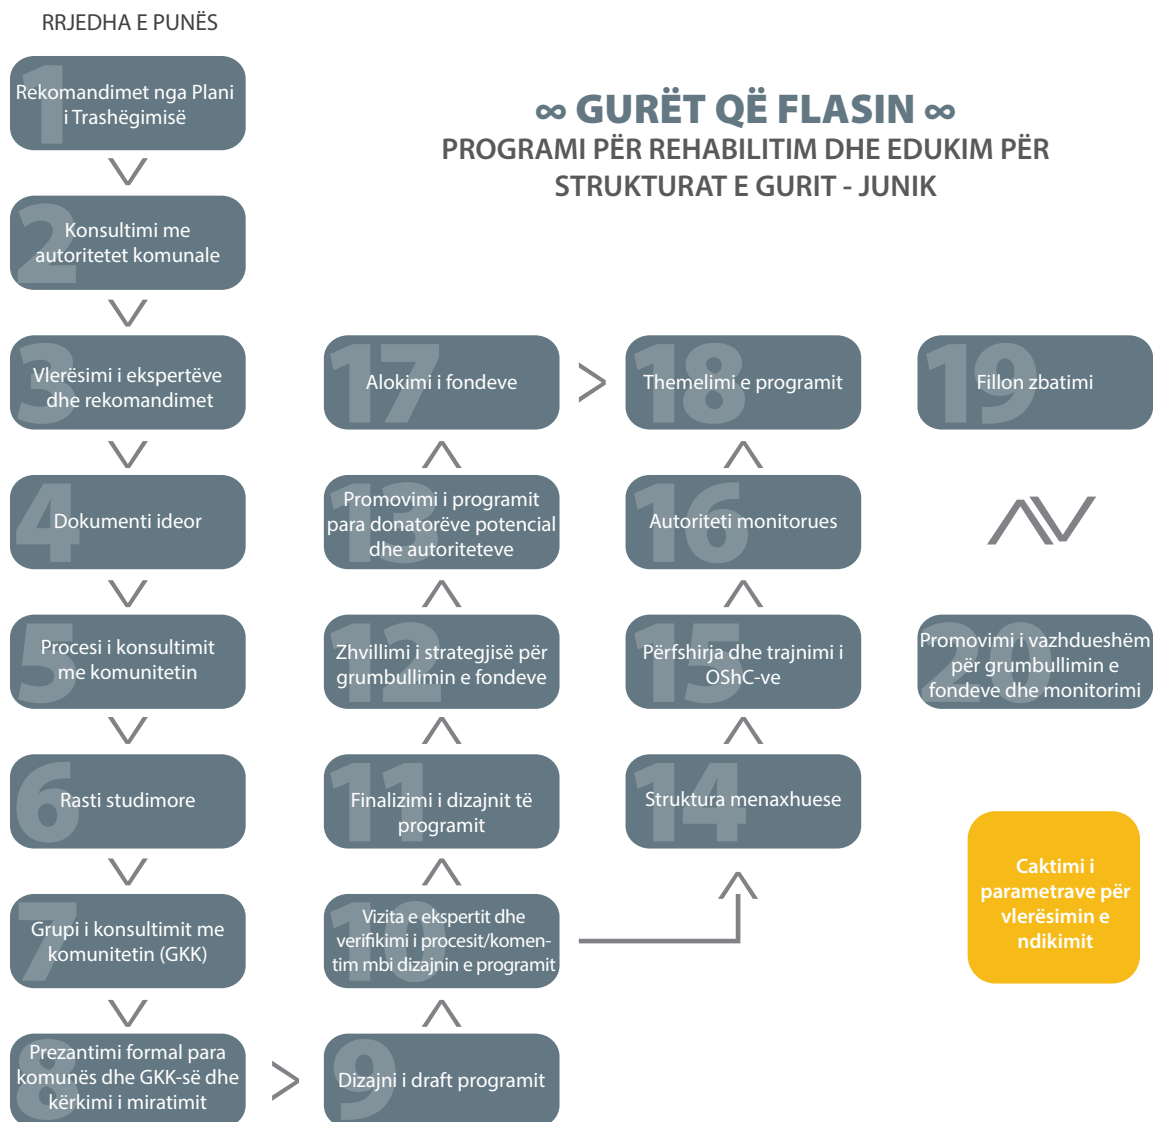 RRJEDHA E PUNËS
∞ GURËT QË FLASIN ∞
PROGRAMI PËR REHABILITIM DHE EDUKIM PËR
STRUKTURAT E GURIT - JUNIK
1
Rekomandimet nga Plani
i Trashëgimisë
2
Konsultimi me
autoritetet komunale
3
Vlerësimi i ekspertëve
dhe rekomandimet
4
Dokumenti ideor
5
Procesi i konsultimit
me komunitetin
6
Rasti studimore
7
Grupi i konsultimit me
komunitetin (GKK)
8
Prezantimi formal para
komunës dhe GKK-së dhe
kërkimi i miratimit
9
Dizajni i draft programit
10
Vizita e ekspertit dhe
verifikimi i procesit/komen-
tim mbi dizajnin e programit
11
Finalizimi i dizajnit të
programit
12
Zhvillimi i strategjisë për
grumbullimin e fondeve
13
Promovimi i programit
para donatorëve potencial
dhe autoriteteve
14
Struktura menaxhuese
15
Përfshirja dhe trajnimi i
OShC-ve
16
Autoriteti monitorues
17
Alokimi i fondeve
18
Themelimi e programit
19
Fillon zbatimi
20
Promovimi i vazhdueshëm
për grumbullimin e
fondeve dhe monitorimi
Caktimi i
parametrave për
vlerësimin e
ndikimit